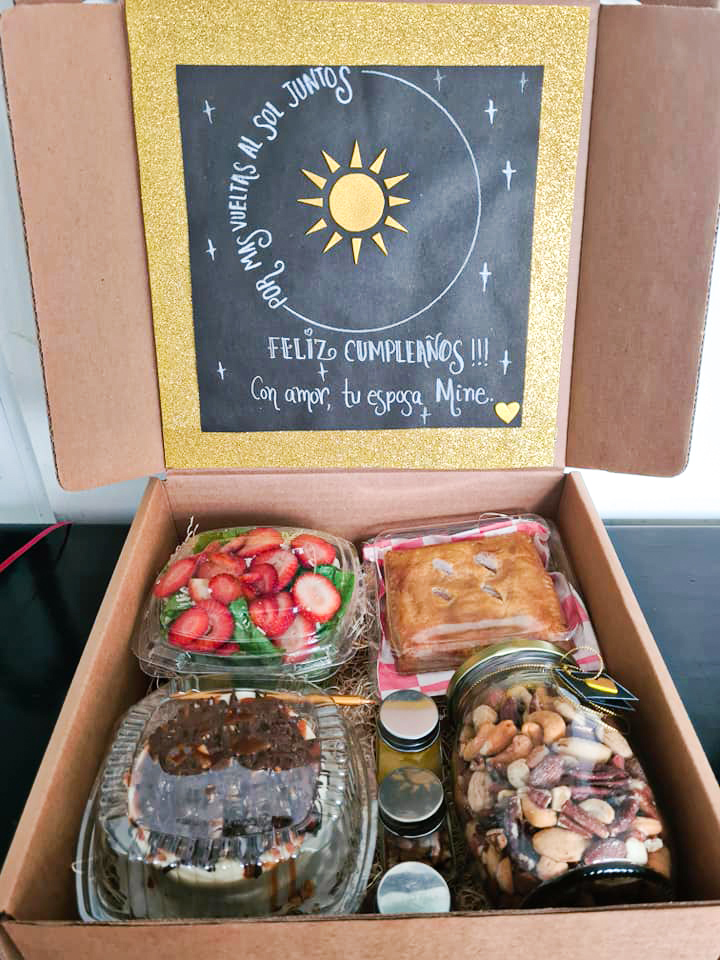 POR MAS VUELTAS AL SOL JUNTOS
FELIZ CUMPLEAÑOS !!!
Con amor, tu esposa Mine.